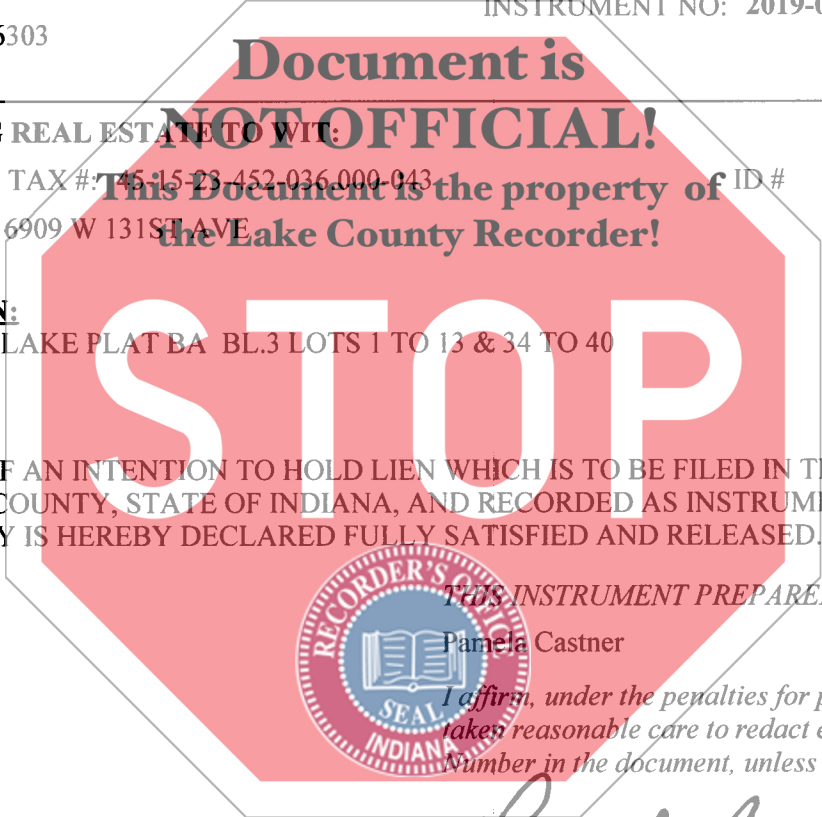 INSTRUMENT NO: 2019-0
6303
Document is
NOT OFFICIAL!
REAL ESTATE TO WIT:
TAX #: 45-15-23-452-036.000-043 ID #
This Document is the property of
6909 W 131ST AVE
the Lake County Recorder!
N:
LAKE PLAT BA BL.3 LOTS 1 TO 13 & 34 TO 40
STOP
F AN INTENTION TO HOLD LIEN WHICH IS TO BE FILED IN T
COUNTY, STATE OF INDIANA, AND RECORDED AS INSTRUM
Y IS HEREBY DECLARED FULLY SATISFIED AND RELEASED.
THIS INSTRUMENT PREPARE
Pamela Castner
I affirm, under the penalties for p
taken reasonable care to redact e
Number in the document, unless
RECORDER'S OFFICE
SEAL
INDIANA